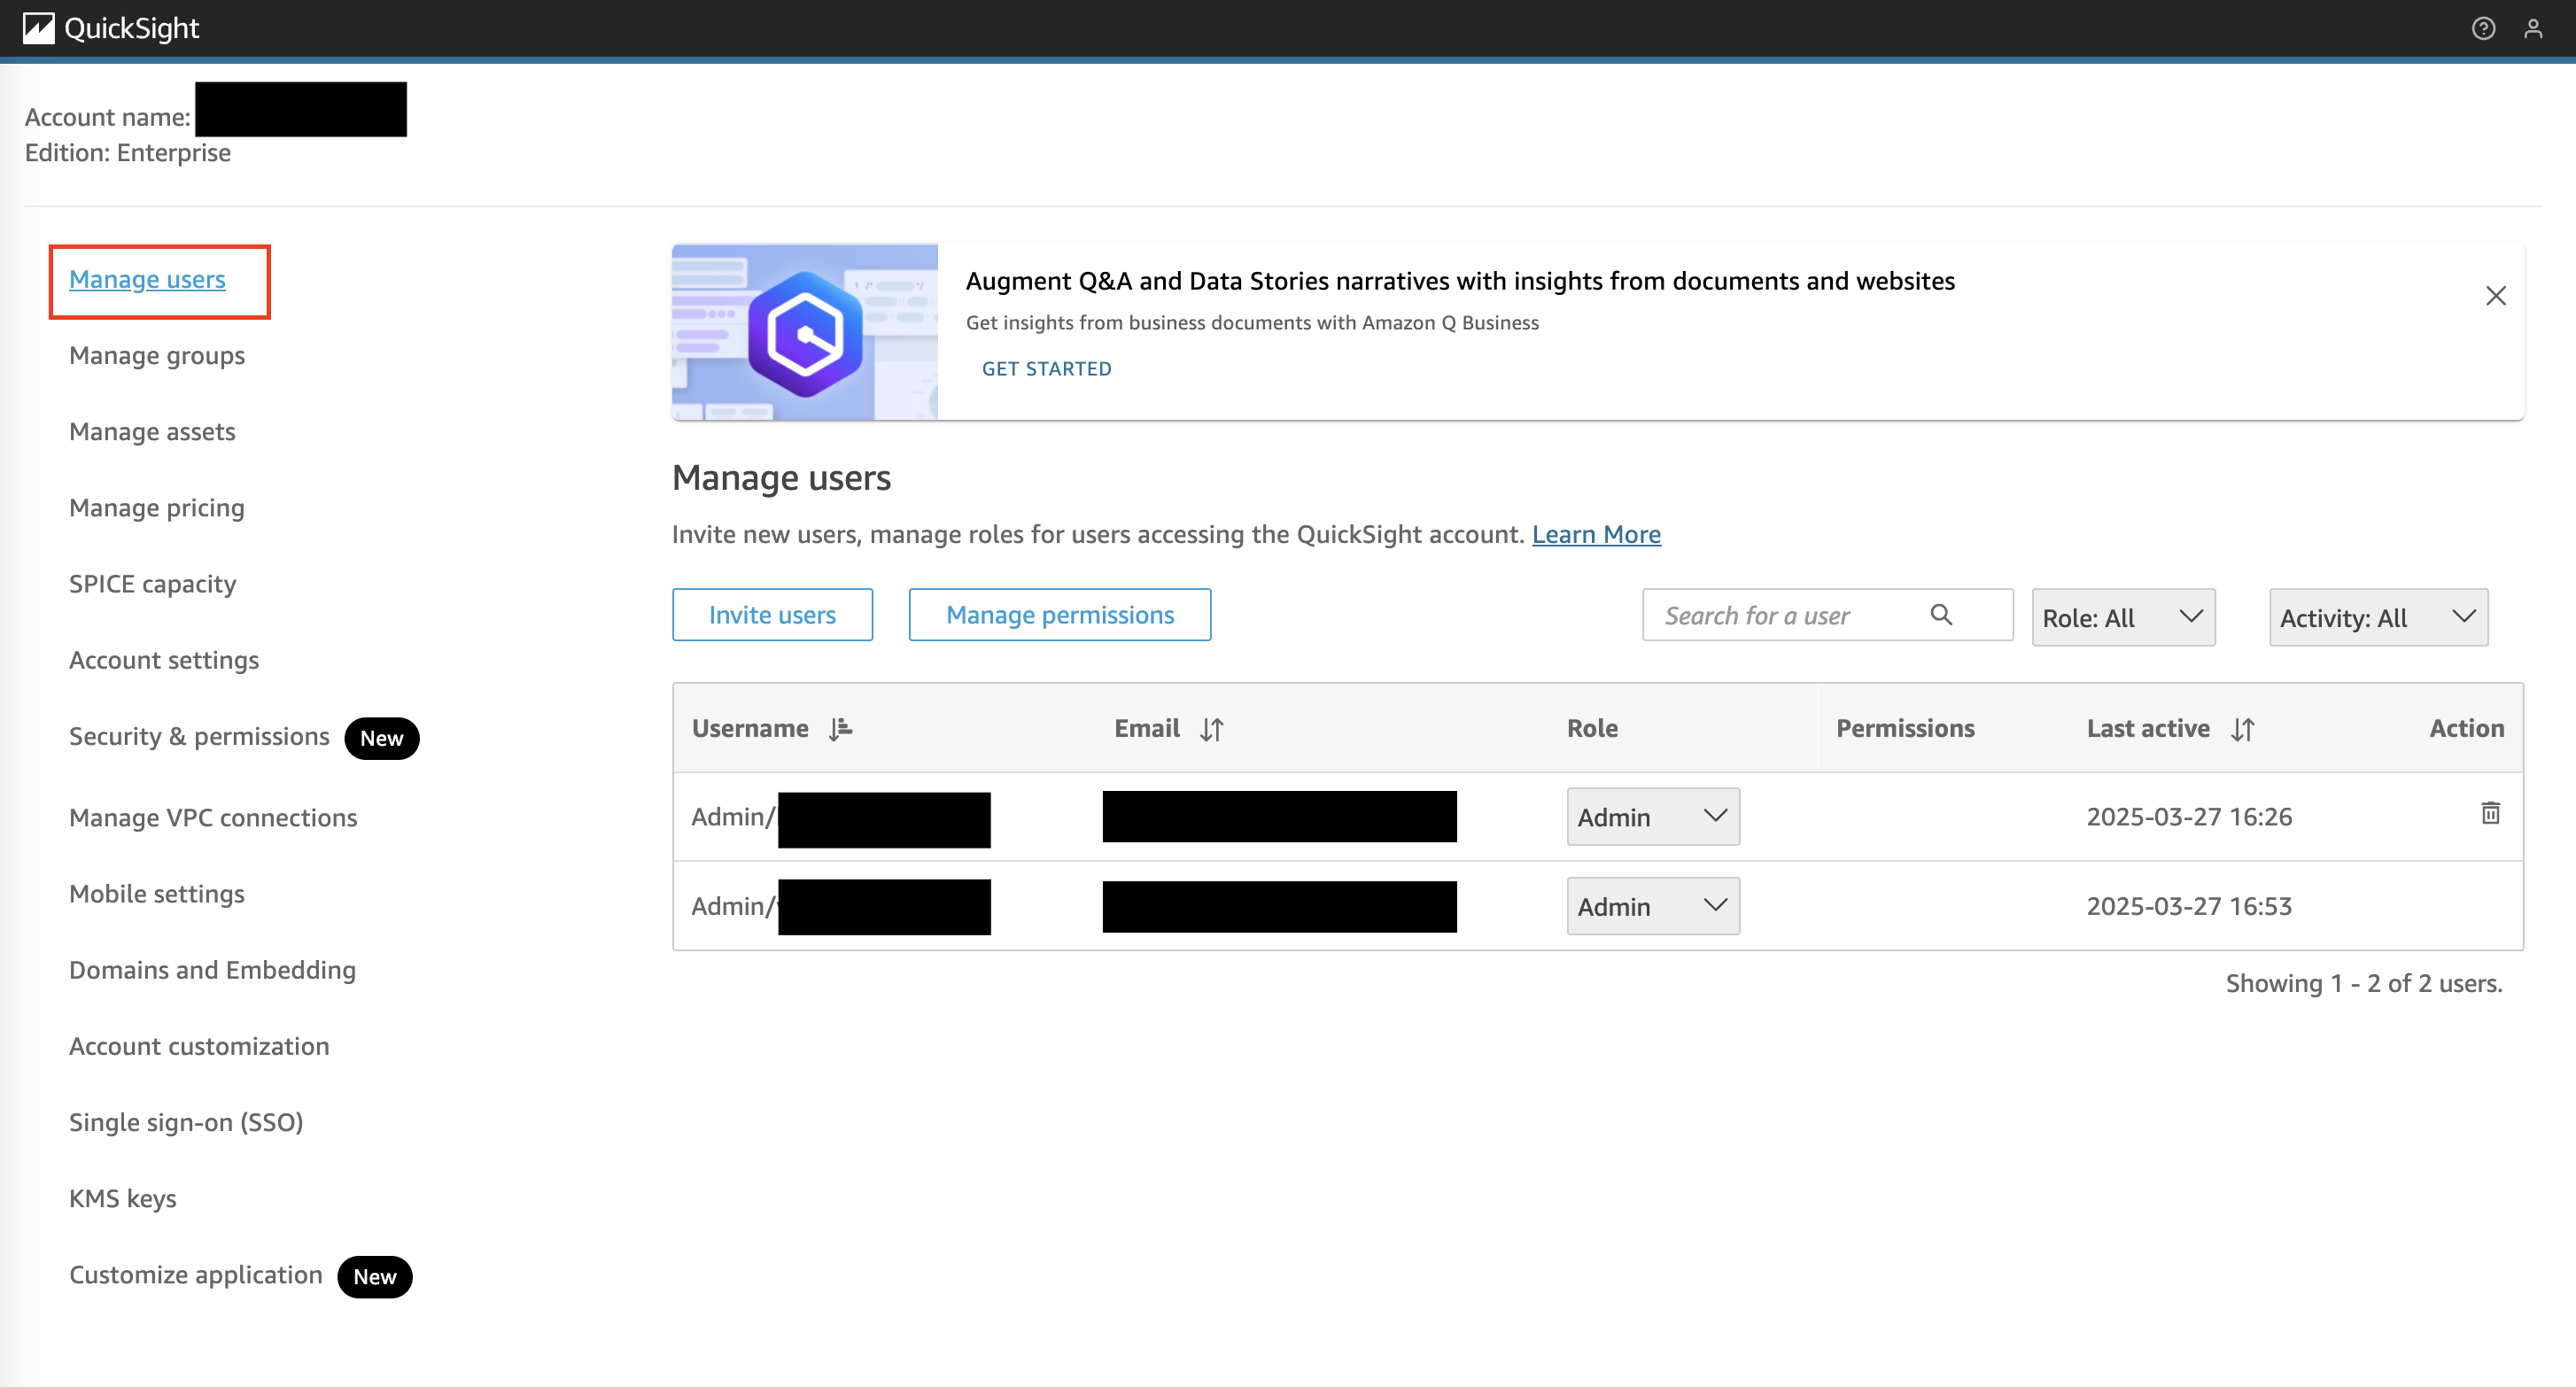 QuickSight
Account name:
Edition: Enterprise
Manage users
Manage groups
Manage assets
Manage pricing
SPICE capacity
Account settings
Security & permissions New
Manage VPC connections
Mobile settings
Domains and Embedding
Account customization
Single sign-on (SSO)
KMS keys
Customize application New
Augment Q&A and Data Stories narratives with insights from documents and websites
Get insights from business documents with Amazon Q Business
GET STARTED
Manage users
Invite new users, manage roles for users accessing the QuickSight account. Learn More
Invite users Manage permissions Search for a user Role: All Activity: All
Username Email Role Permissions Last active Action
Admin/ Admin 2025-03-27 16:26
Admin/ Admin 2025-03-27 16:53
Showing 1 - 2 of 2 users.